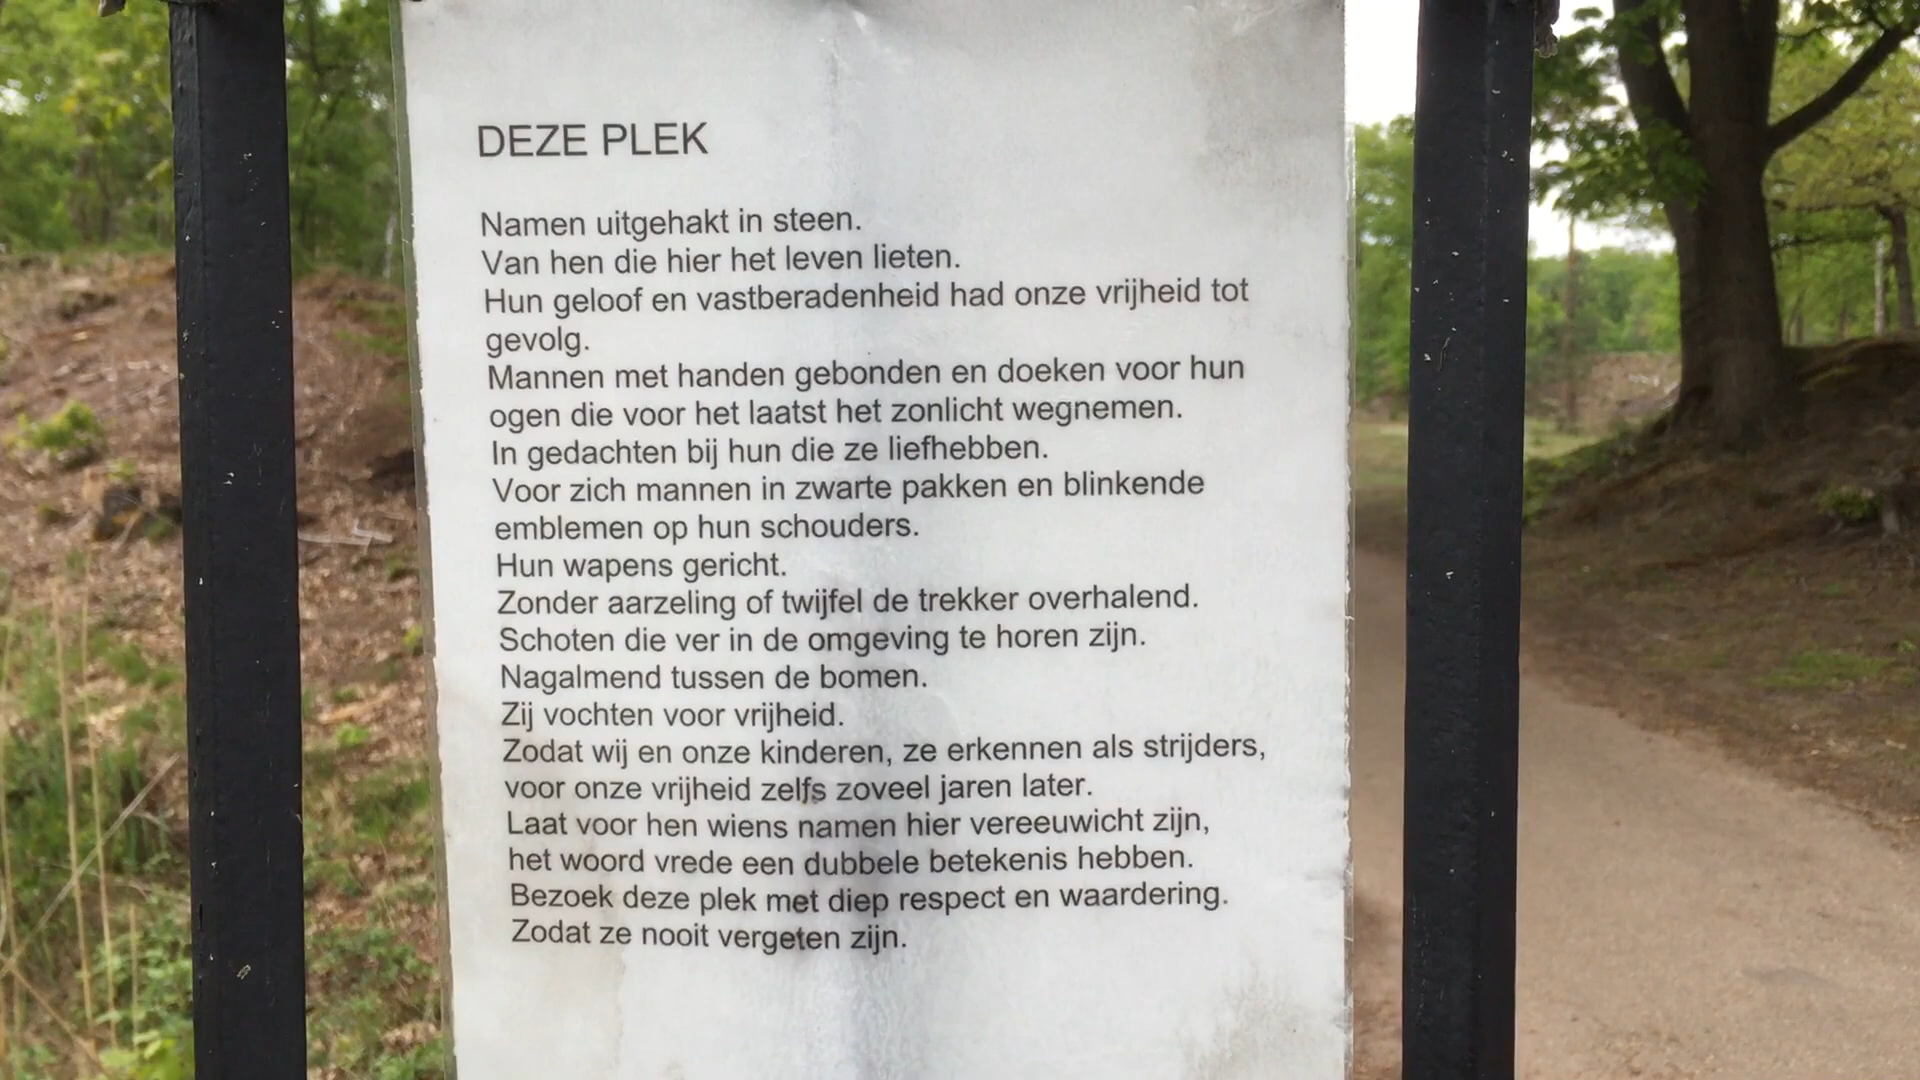 DEZE PLEK
Namen uitgehakt in steen.
Van hen die hier het leven lieten.
Hun geloof en vastberadenheid had onze vrijheid tot
gevolg.
Mannen met handen gebonden en doeken voor hun
ogen die voor het laatst het zonlicht wegnemen.
In gedachten bij hun die ze liefhebben.
Voor zich mannen in zwarte pakken en blinkende
emblemen op hun schouders.
Hun wapens gericht.
Zonder aarzeling of twijfel de trekker overhalend.
Schoten die ver in de omgeving te horen zijn.
Nagalmend tussen de bomen.
Zij vochten voor vrijheid.
Zodat wij en onze kinderen, ze erkennen als strijders,
voor onze vrijheid zelfs zoveel jaren later.
Laat voor hen wiens namen hier vereeuwicht zijn,
het woord vrede een dubbele betekenis hebben.
Bezoek deze plek met diep respect en waardering.
Zodat ze nooit vergeten zijn.